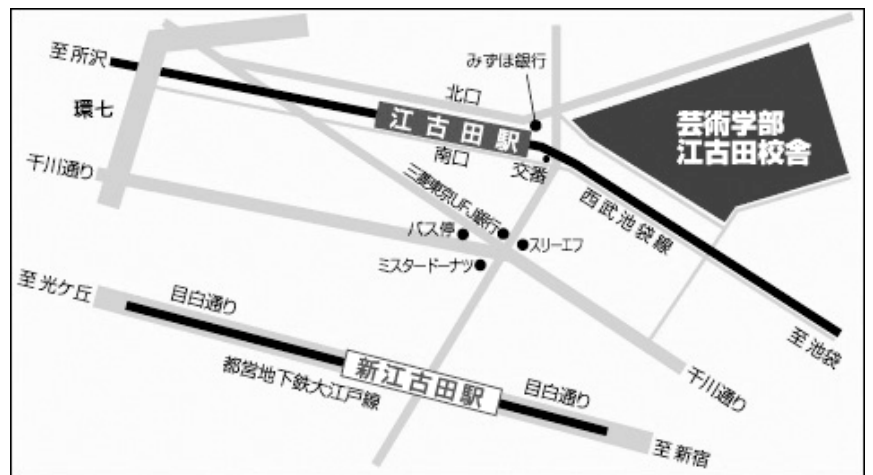 至所沢
みずほ銀行
北口
環七
江古田駅
芸術学部
江古田校舎
南口
交番
千川通り
三菱東京UFJ銀行
西武池袋線
バス停
スリーエフ
ミスタードーナツ
至光ケ丘
目白通り
至池袋
新江古田駅
都営地下鉄大江戸線
目白通り
千川通り
至新宿